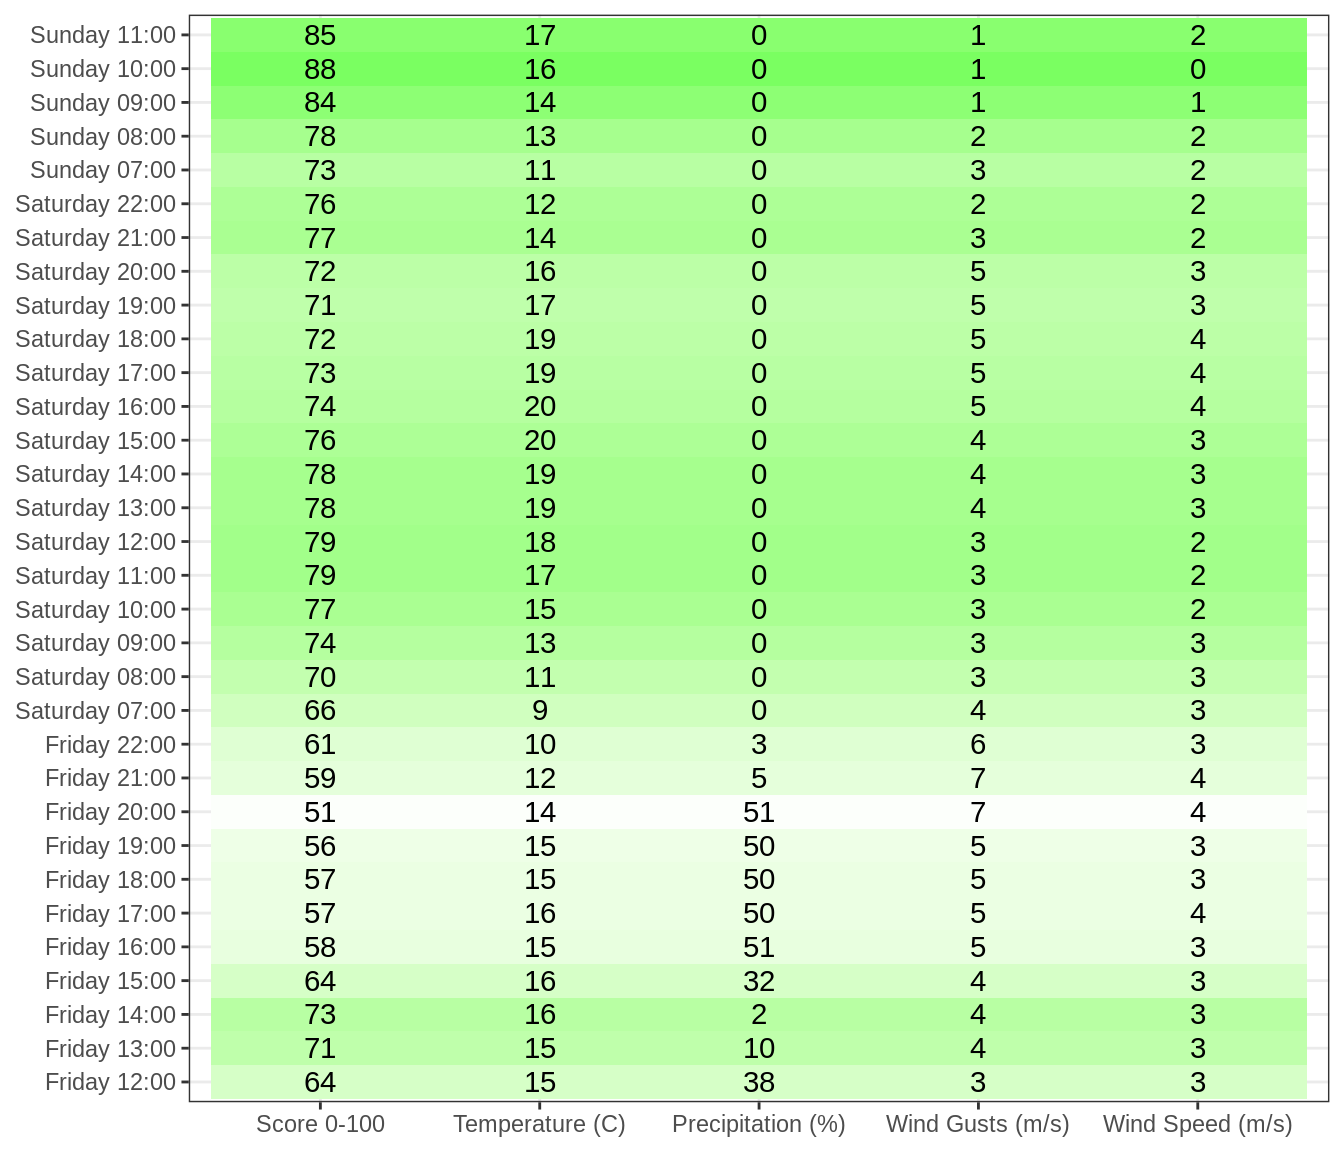 Sunday 11:00 85 17 0 1 2
Sunday 10:00 88 16 0 1 0
Sunday 09:00 84 14 0 1 1
Sunday 08:00 78 13 0 2 2
Sunday 07:00 73 11 0 3 2
Saturday 22:00 76 12 0 2 2
Saturday 21:00 77 14 0 3 2
Saturday 20:00 72 16 0 5 3
Saturday 19:00 71 17 0 5 3
Saturday 18:00 72 19 0 5 4
Saturday 17:00 73 19 0 5 4
Saturday 16:00 74 20 0 5 4
Saturday 15:00 76 20 0 4 3
Saturday 14:00 78 19 0 4 3
Saturday 13:00 78 19 0 4 3
Saturday 12:00 79 18 0 3 2
Saturday 11:00 79 17 0 3 2
Saturday 10:00 77 15 0 3 2
Saturday 09:00 74 13 0 3 3
Saturday 08:00 70 11 0 3 3
Saturday 07:00 66 9 0 4 3
Friday 22:00 61 10 3 6 3
Friday 21:00 59 12 5 7 4
Friday 20:00 51 14 51 7 4
Friday 19:00 56 15 50 5 3
Friday 18:00 57 15 50 5 3
Friday 17:00 57 16 50 5 4
Friday 16:00 58 15 51 5 3
Friday 15:00 64 16 32 4 3
Friday 14:00 73 16 2 4 3
Friday 13:00 71 15 10 4 3
Friday 12:00 64 15 38 3 3
Score 0-100 Temperature (C) Precipitation (%) Wind Gusts (m/s) Wind Speed (m/s)